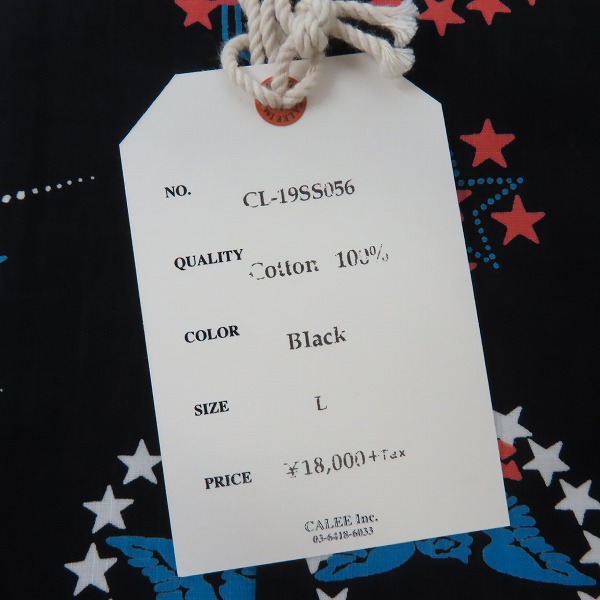 NO. CL-19SS056
QUALITY Cotton 100%
COLOR Black
SIZE L
PRICE ¥18,000+Tax
CALEE Inc.
03-6418-6033